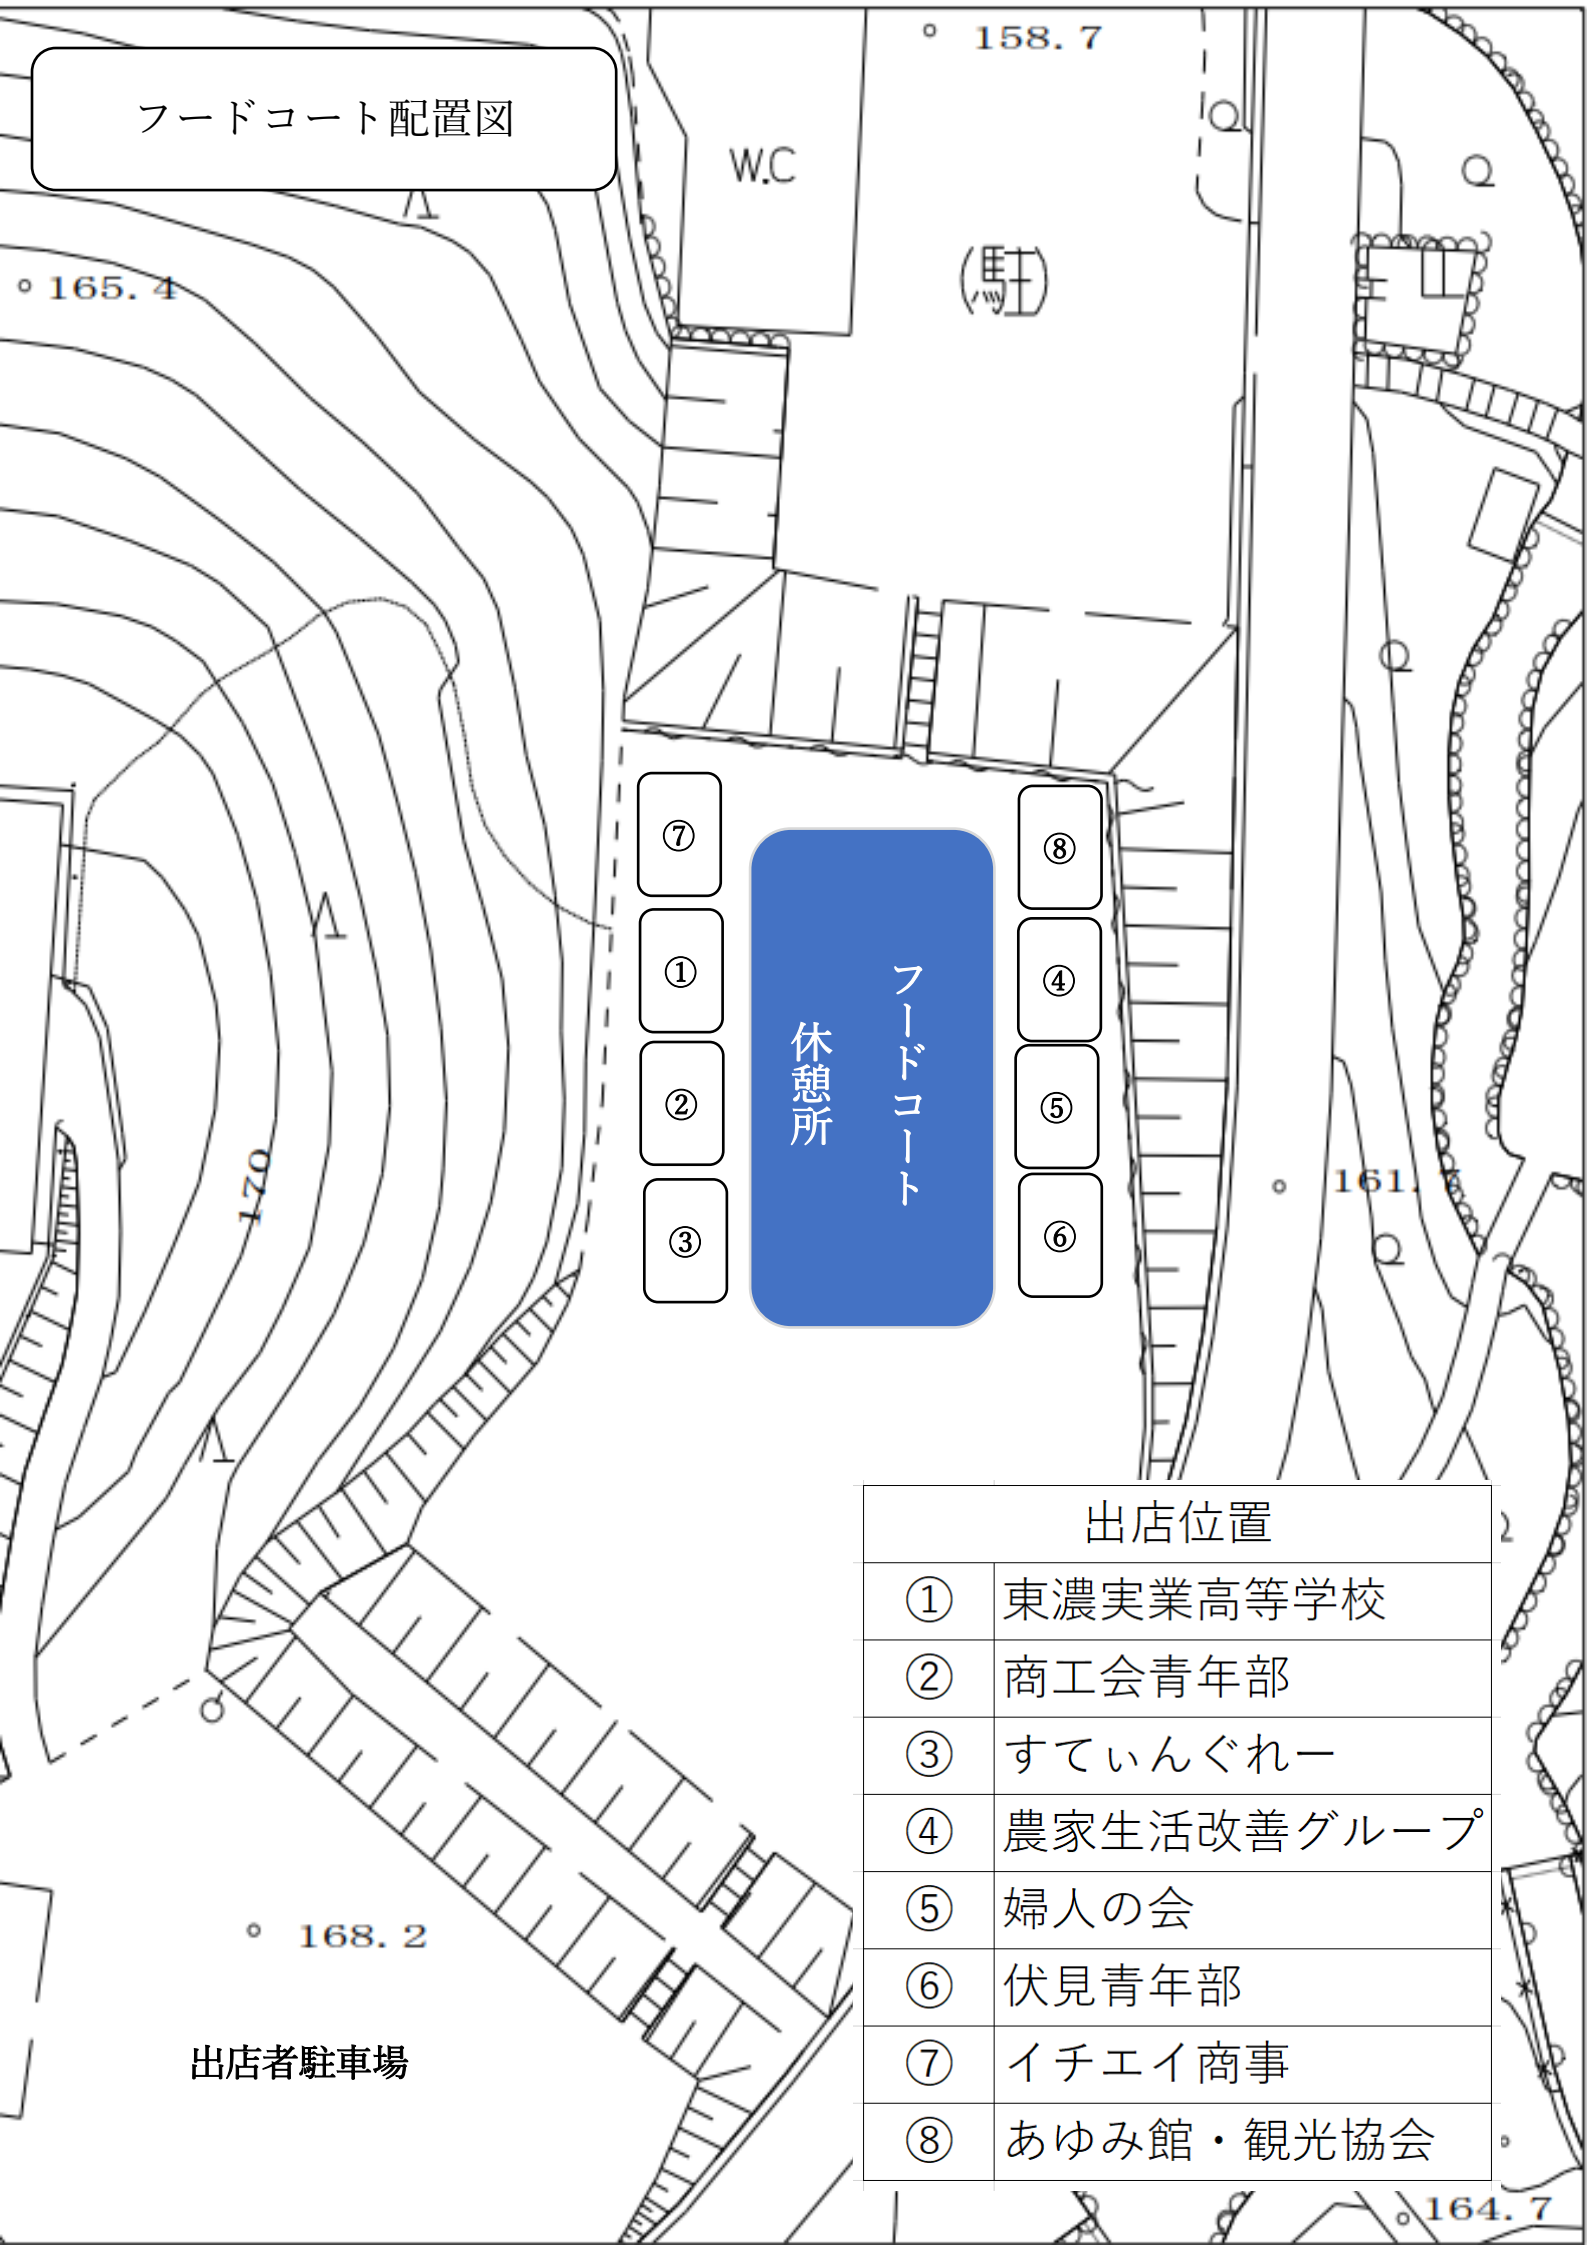 フードコート配置図
158.7
W.C
(駐)
165.4
⑦
⑧
①
④
②
⑤
③
⑥
フードコート
休憩所
170
161.7
出店位置
① 東濃実業高等学校
② 商工会青年部
③ すてぃんぐれー
④ 農家生活改善グループ
⑤ 婦人の会
⑥ 伏見青年部
⑦ イチエイ商事
⑧ あゆみ館・観光協会
168.2
出店者駐車場
164.7